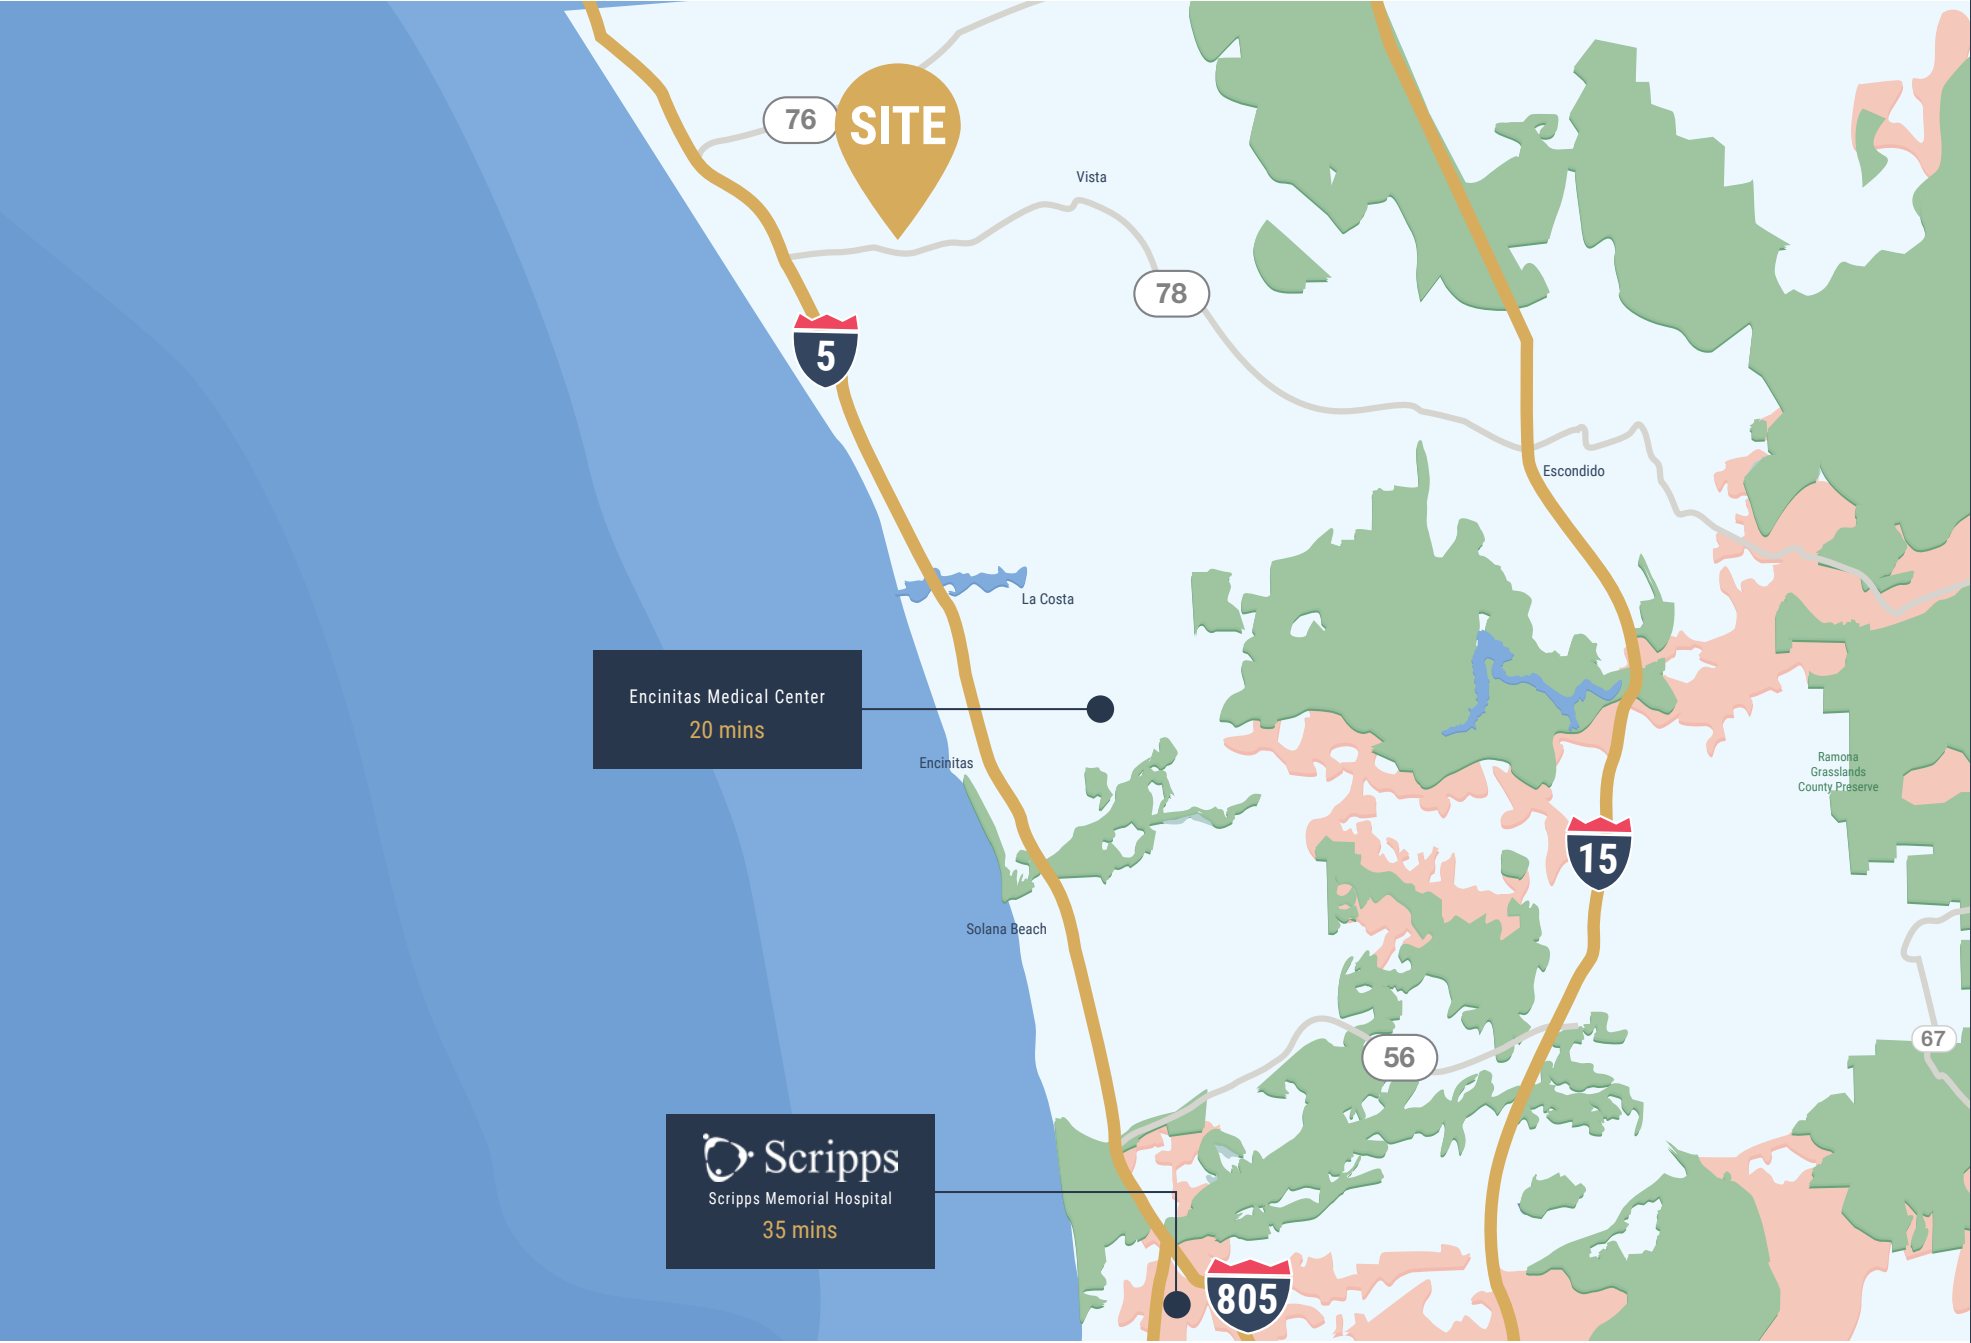 76
SITE
Vista
78
5
Escondido
La Costa
Encinitas Medical Center
20 mins
Encinitas
Ramona
Grasslands
County Preserve
15
Solana Beach
67
56
Scripps
Scripps Memorial Hospital
35 mins
805